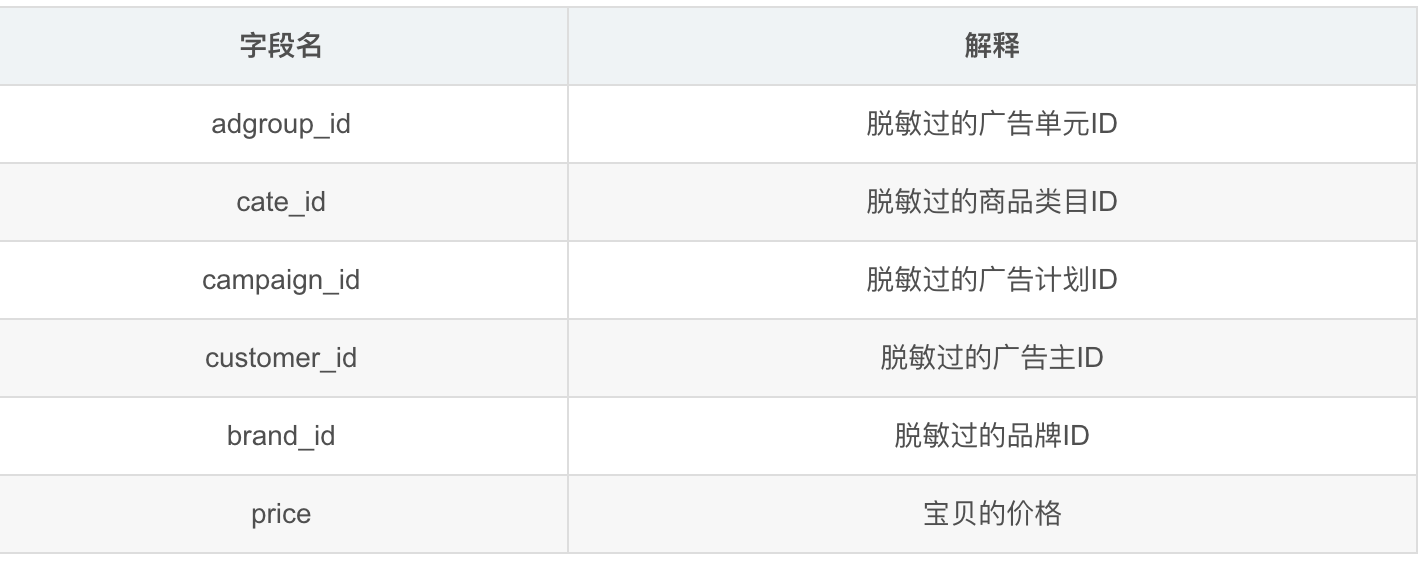 字段名 解释
adgroup_id 脱敏过的广告单元ID
cate_id 脱敏过的商品类目ID
campaign_id 脱敏过的广告计划ID
customer_id 脱敏过的广告主ID
brand_id 脱敏过的品牌ID
price 宝贝的价格